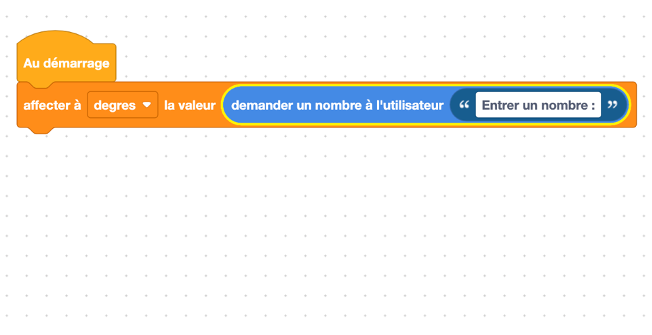 Au démarrage
affecter à degres la valeur demander un nombre à l'utilisateur “ Entrer un nombre : ”